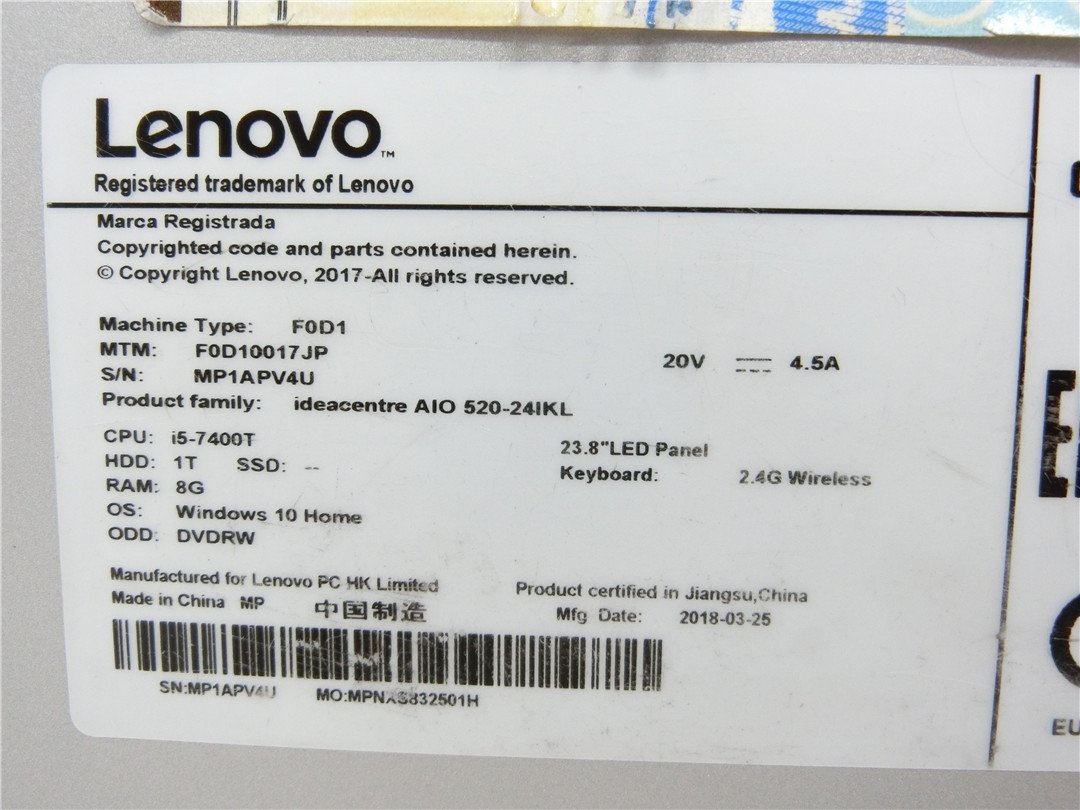 Lenovo™
Registered trademark of Lenovo
Marca Registrada
Copyrighted code and parts contained herein.
© Copyright Lenovo, 2017-All rights reserved.
Machine Type: F0D1
MTM: F0D10017JP
S/N: MP1APV4U
Product family: ideacentre AIO 520-24IKL
20V ⎓ 4.5A
CPU: i5-7400T
HDD: 1T SSD: --
RAM: 8G
OS: Windows 10 Home
ODD: DVDRW
23.8"LED Panel
Keyboard: 2.4G Wireless
Manufactured for Lenovo PC HK Limited
Made in China MP 中国制造
Product certified in Jiangsu,China
Mfg Date: 2018-03-25
SN:MP1APV4U MO:MPNXS832501H
EU